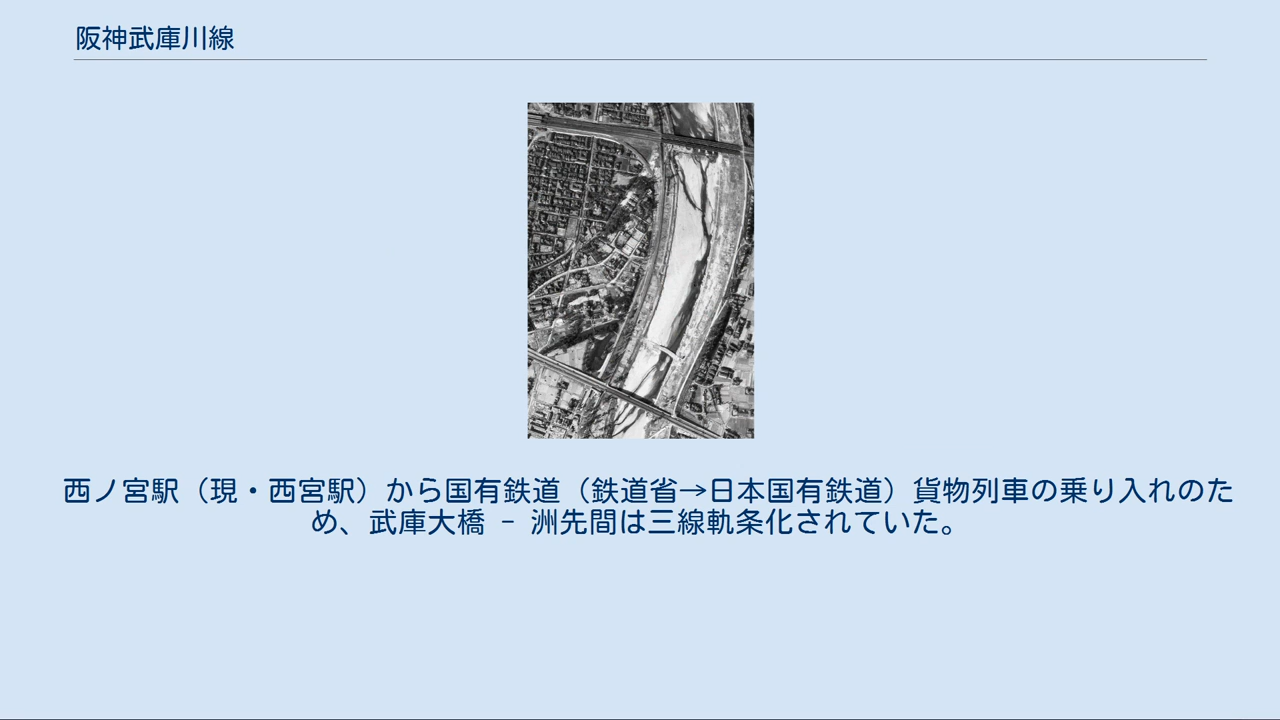 阪神武庫川線
西ノ宮駅（現・西宮駅）から国有鉄道（鉄道省→日本国有鉄道）貨物列車の乗り入れのた
め、武庫大橋 - 洲先間は三線軌条化されていた。